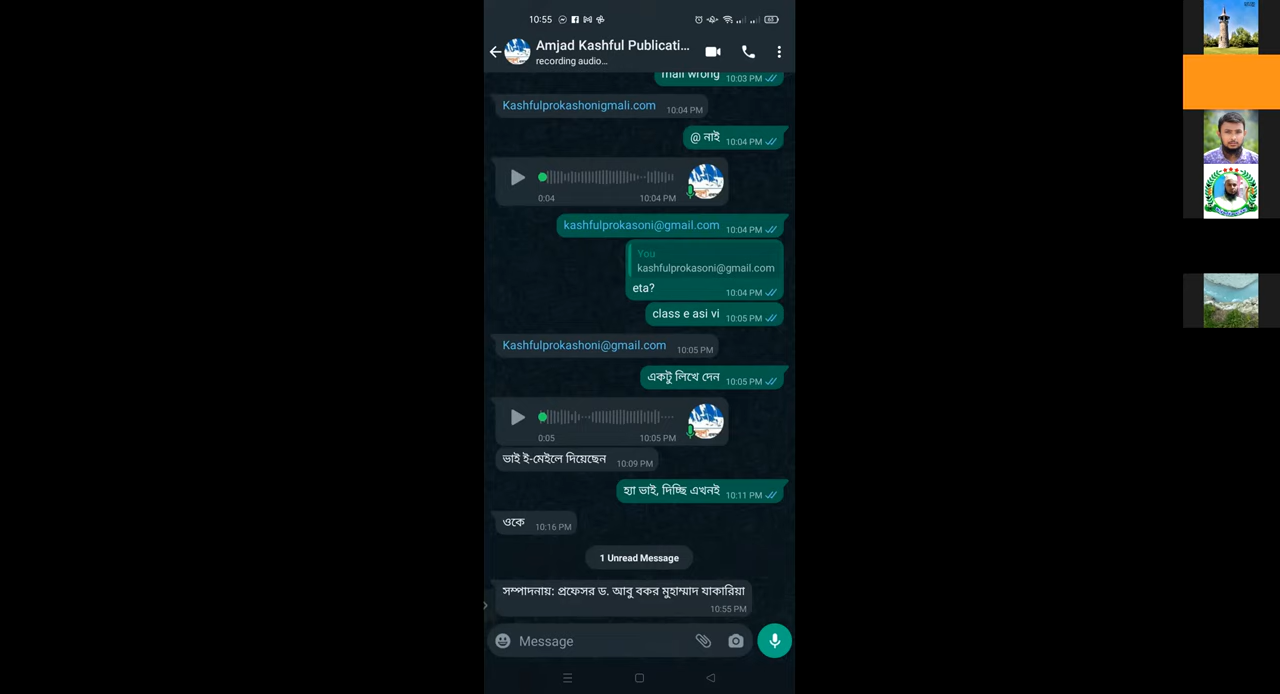 10:55
65
Amjad Kashful Publicati...
recording audio...
mail wrong 10:03 PM
Kashfulprokashonigmali.com 10:04 PM
@ নাই 10:04 PM
0:04 10:04 PM
kashfulprokasoni@gmail.com 10:04 PM
You
kashfulprokasoni@gmail.com
eta? 10:04 PM
class e asi vi 10:05 PM
Kashfulprokashoni@gmail.com 10:05 PM
একটু লিখে দেন 10:05 PM
0:05 10:05 PM
ভাই ই-মেইলে দিয়েছেন 10:09 PM
হ্যা ভাই, দিচ্ছি এখনই 10:11 PM
ওকে 10:16 PM
1 Unread Message
সম্পাদনায়: প্রফেসর ড. আবু বকর মুহাম্মাদ যাকারিয়া
10:55 PM
Message